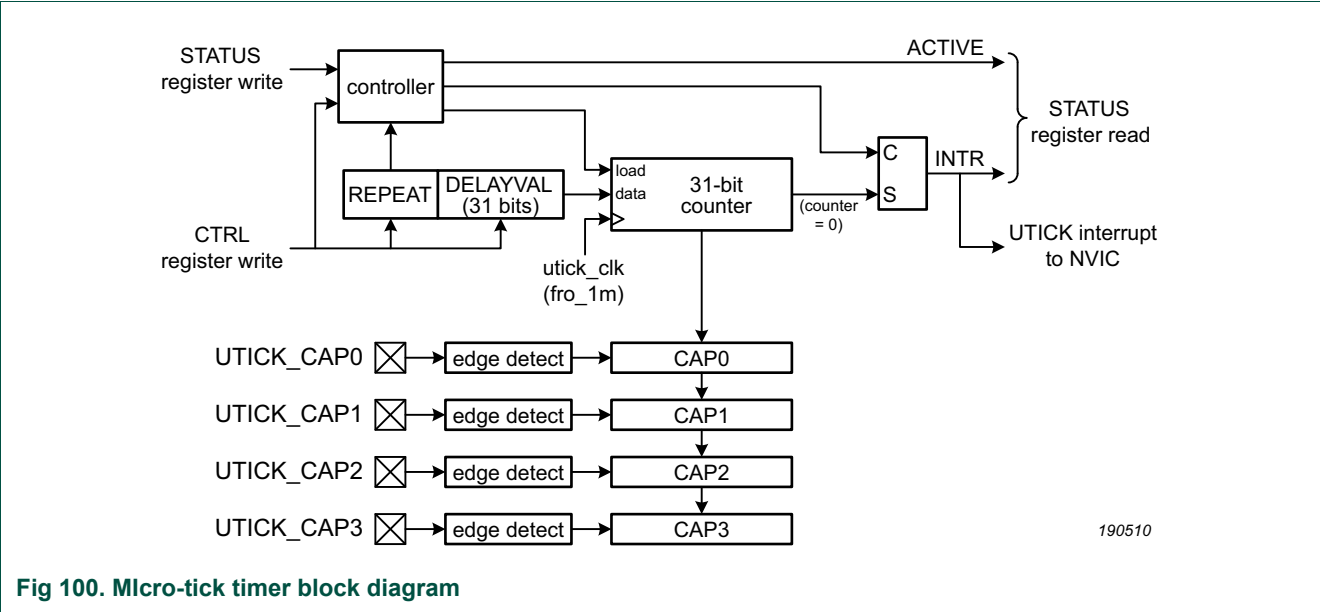 STATUS
register write
controller
ACTIVE
STATUS
register read
REPEAT
DELAYVAL
(31 bits)
load
data
31-bit
counter
(counter
= 0)
C
S
INTR
CTRL
register write
utick_clk
(fro_1m)
UTICK interrupt
to NVIC
UTICK_CAP0
edge detect
CAP0
UTICK_CAP1
edge detect
CAP1
UTICK_CAP2
edge detect
CAP2
UTICK_CAP3
edge detect
CAP3
190510
Fig 100. MIcro-tick timer block diagram